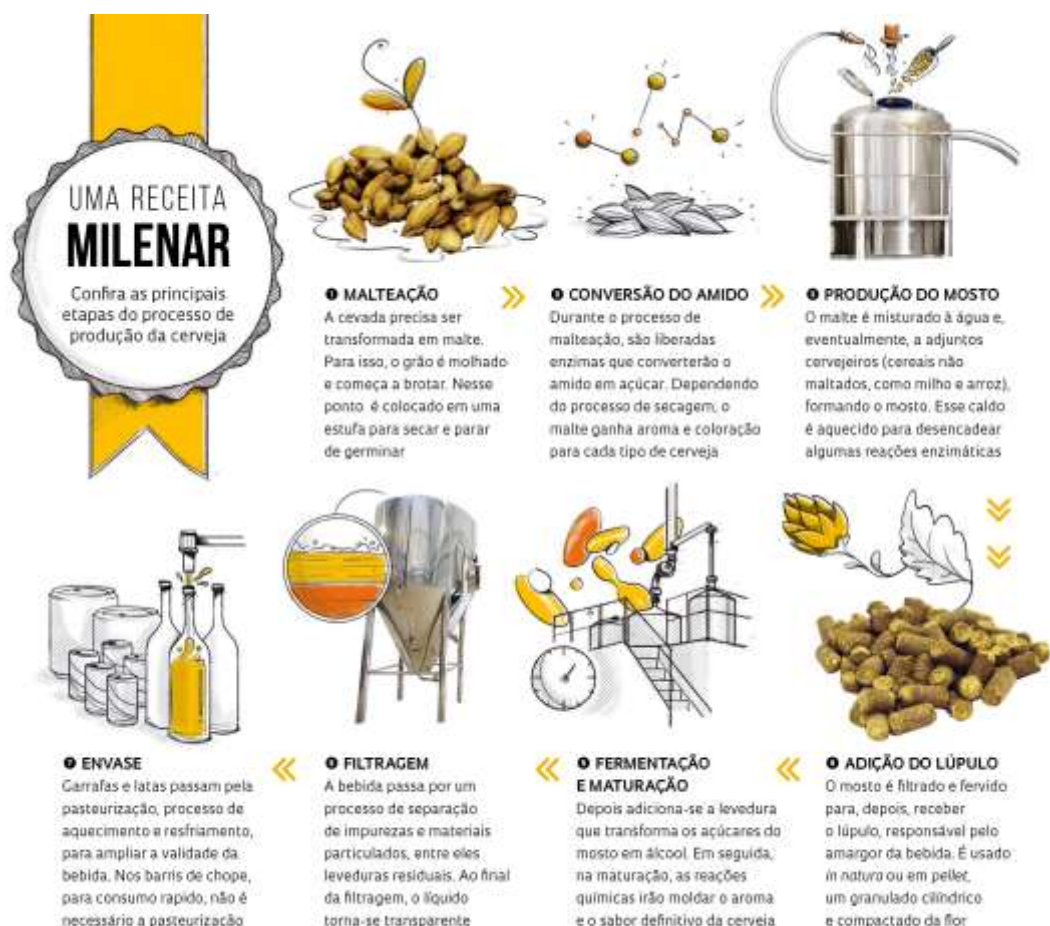 UMA RECEITA
MILENAR
Confira as principais
etapas do processo de
produção da cerveja
❶ MALTEAÇÃO
A cevada precisa ser
transformada em malte.
Para isso, o grão é molhado
e começa a brotar. Nesse
ponto é colocado em uma
estufa para secar e parar
de germinar
❷ CONVERSÃO DO AMIDO
Durante o processo de
malteação, são liberadas
enzimas que converterão o
amido em açúcar. Dependendo
do processo de secagem, o
malte ganha aroma e coloração
para cada tipo de cerveja
❸ PRODUÇÃO DO MOSTO
O malte é misturado à água e,
eventualmente, a adjuntos
cervejeiros (cereais não
maltados, como milho e arroz),
formando o mosto. Esse caldo
é aquecido para desencadear
algumas reações enzimáticas
❹ ADIÇÃO DO LÚPULO
O mosto é filtrado e fervido
para, depois, receber
o lúpulo, responsável pelo
amargor da bebida. É usado
in natura ou em pellet,
um granulado cilíndrico
e compactado da flor
❺ FERMENTAÇÃO
E MATURAÇÃO
Depois adiciona-se a levedura
que transforma os açúcares do
mosto em álcool. Em seguida,
na maturação, as reações
químicas irão moldar o aroma
e o sabor definitivo da cerveja
❻ FILTRAGEM
A bebida passa por um
processo de separação
de impurezas e materiais
particulados, entre eles
leveduras residuais. Ao final
da filtragem, o líquido
torna-se transparente
❼ ENVASE
Garrafas e latas passam pela
pasteurização, processo de
aquecimento e resfriamento,
para ampliar a validade da
bebida. Nos barris de chope,
para consumo rapido, não é
necessário a pasteurização